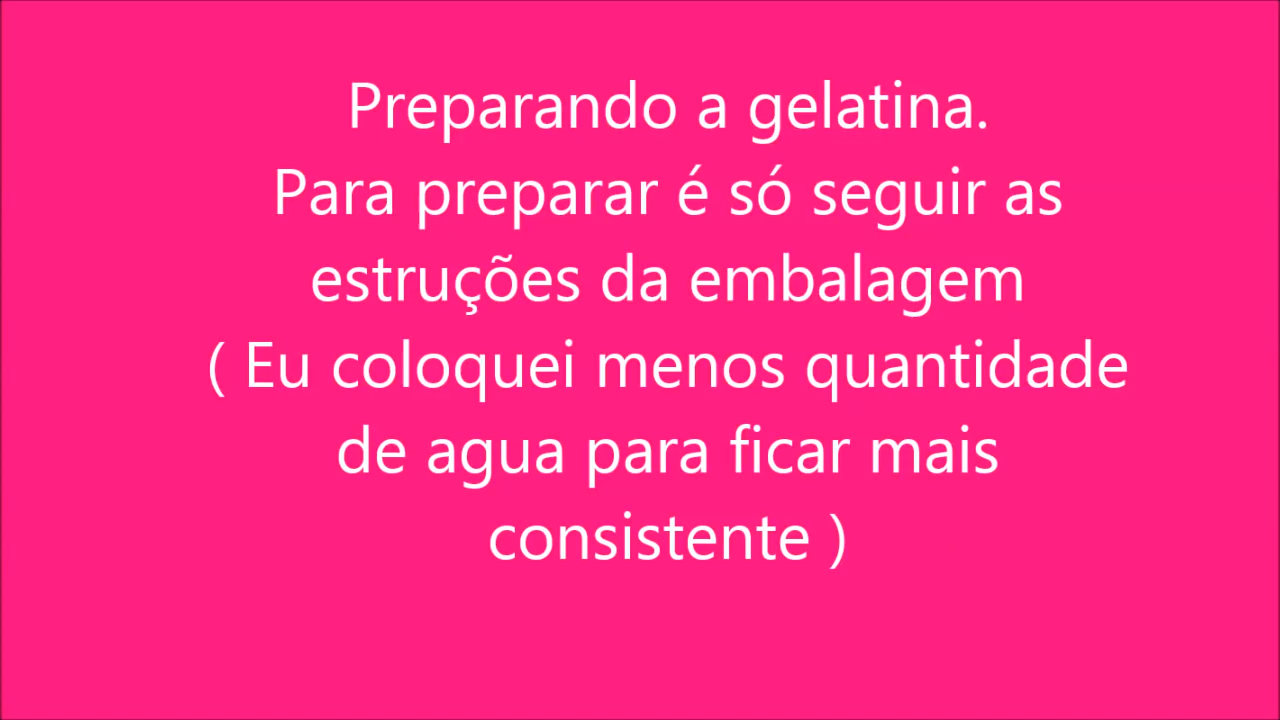 Preparando a gelatina.
Para preparar é só seguir as
estruções da embalagem
( Eu coloquei menos quantidade
de agua para ficar mais
consistente )